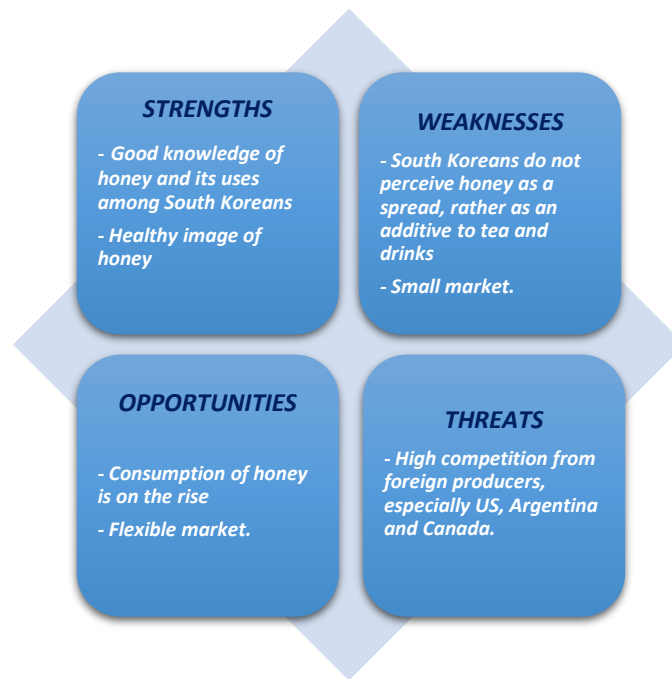 STRENGTHS
- Good knowledge of
honey and its uses
among South Koreans
- Healthy image of
honey
WEAKNESSES
- South Koreans do not
perceive honey as a
spread, rather as an
additive to tea and
drinks
- Small market.
OPPORTUNITIES
- Consumption of honey
is on the rise
- Flexible market.
THREATS
- High competition from
foreign producers,
especially US, Argentina
and Canada.